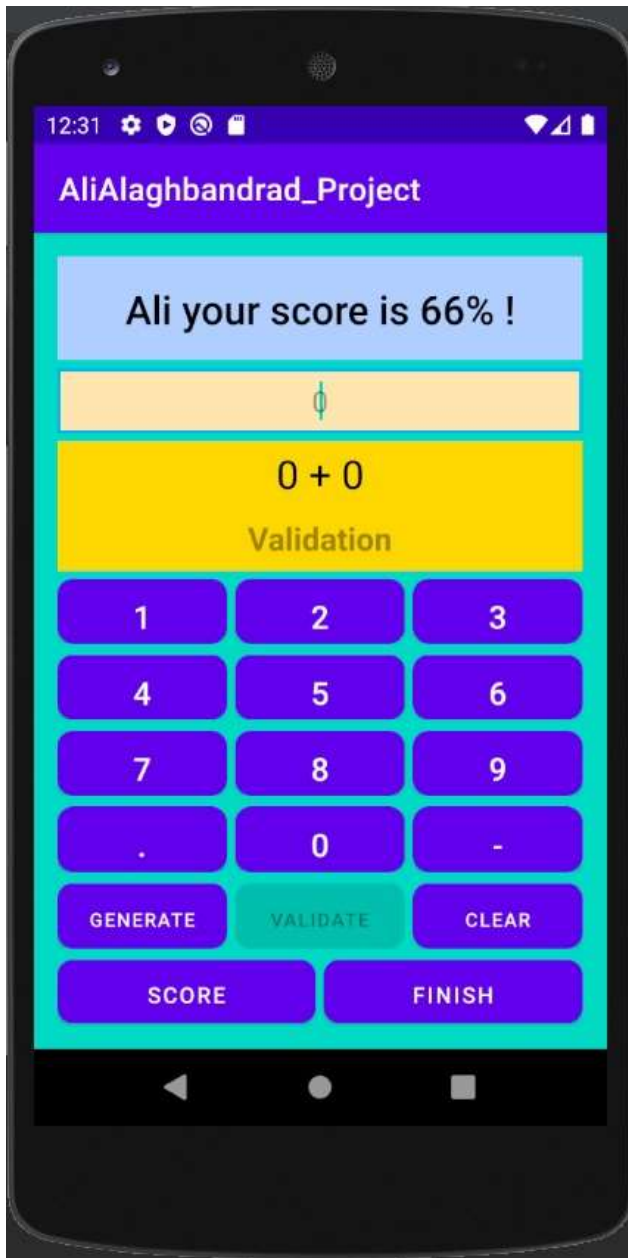 12:31
AliAlaghbandrad_Project
Ali your score is 66% !
0
0 + 0
Validation
1 2 3
4 5 6
7 8 9
. 0 -
GENERATE VALIDATE CLEAR
SCORE FINISH